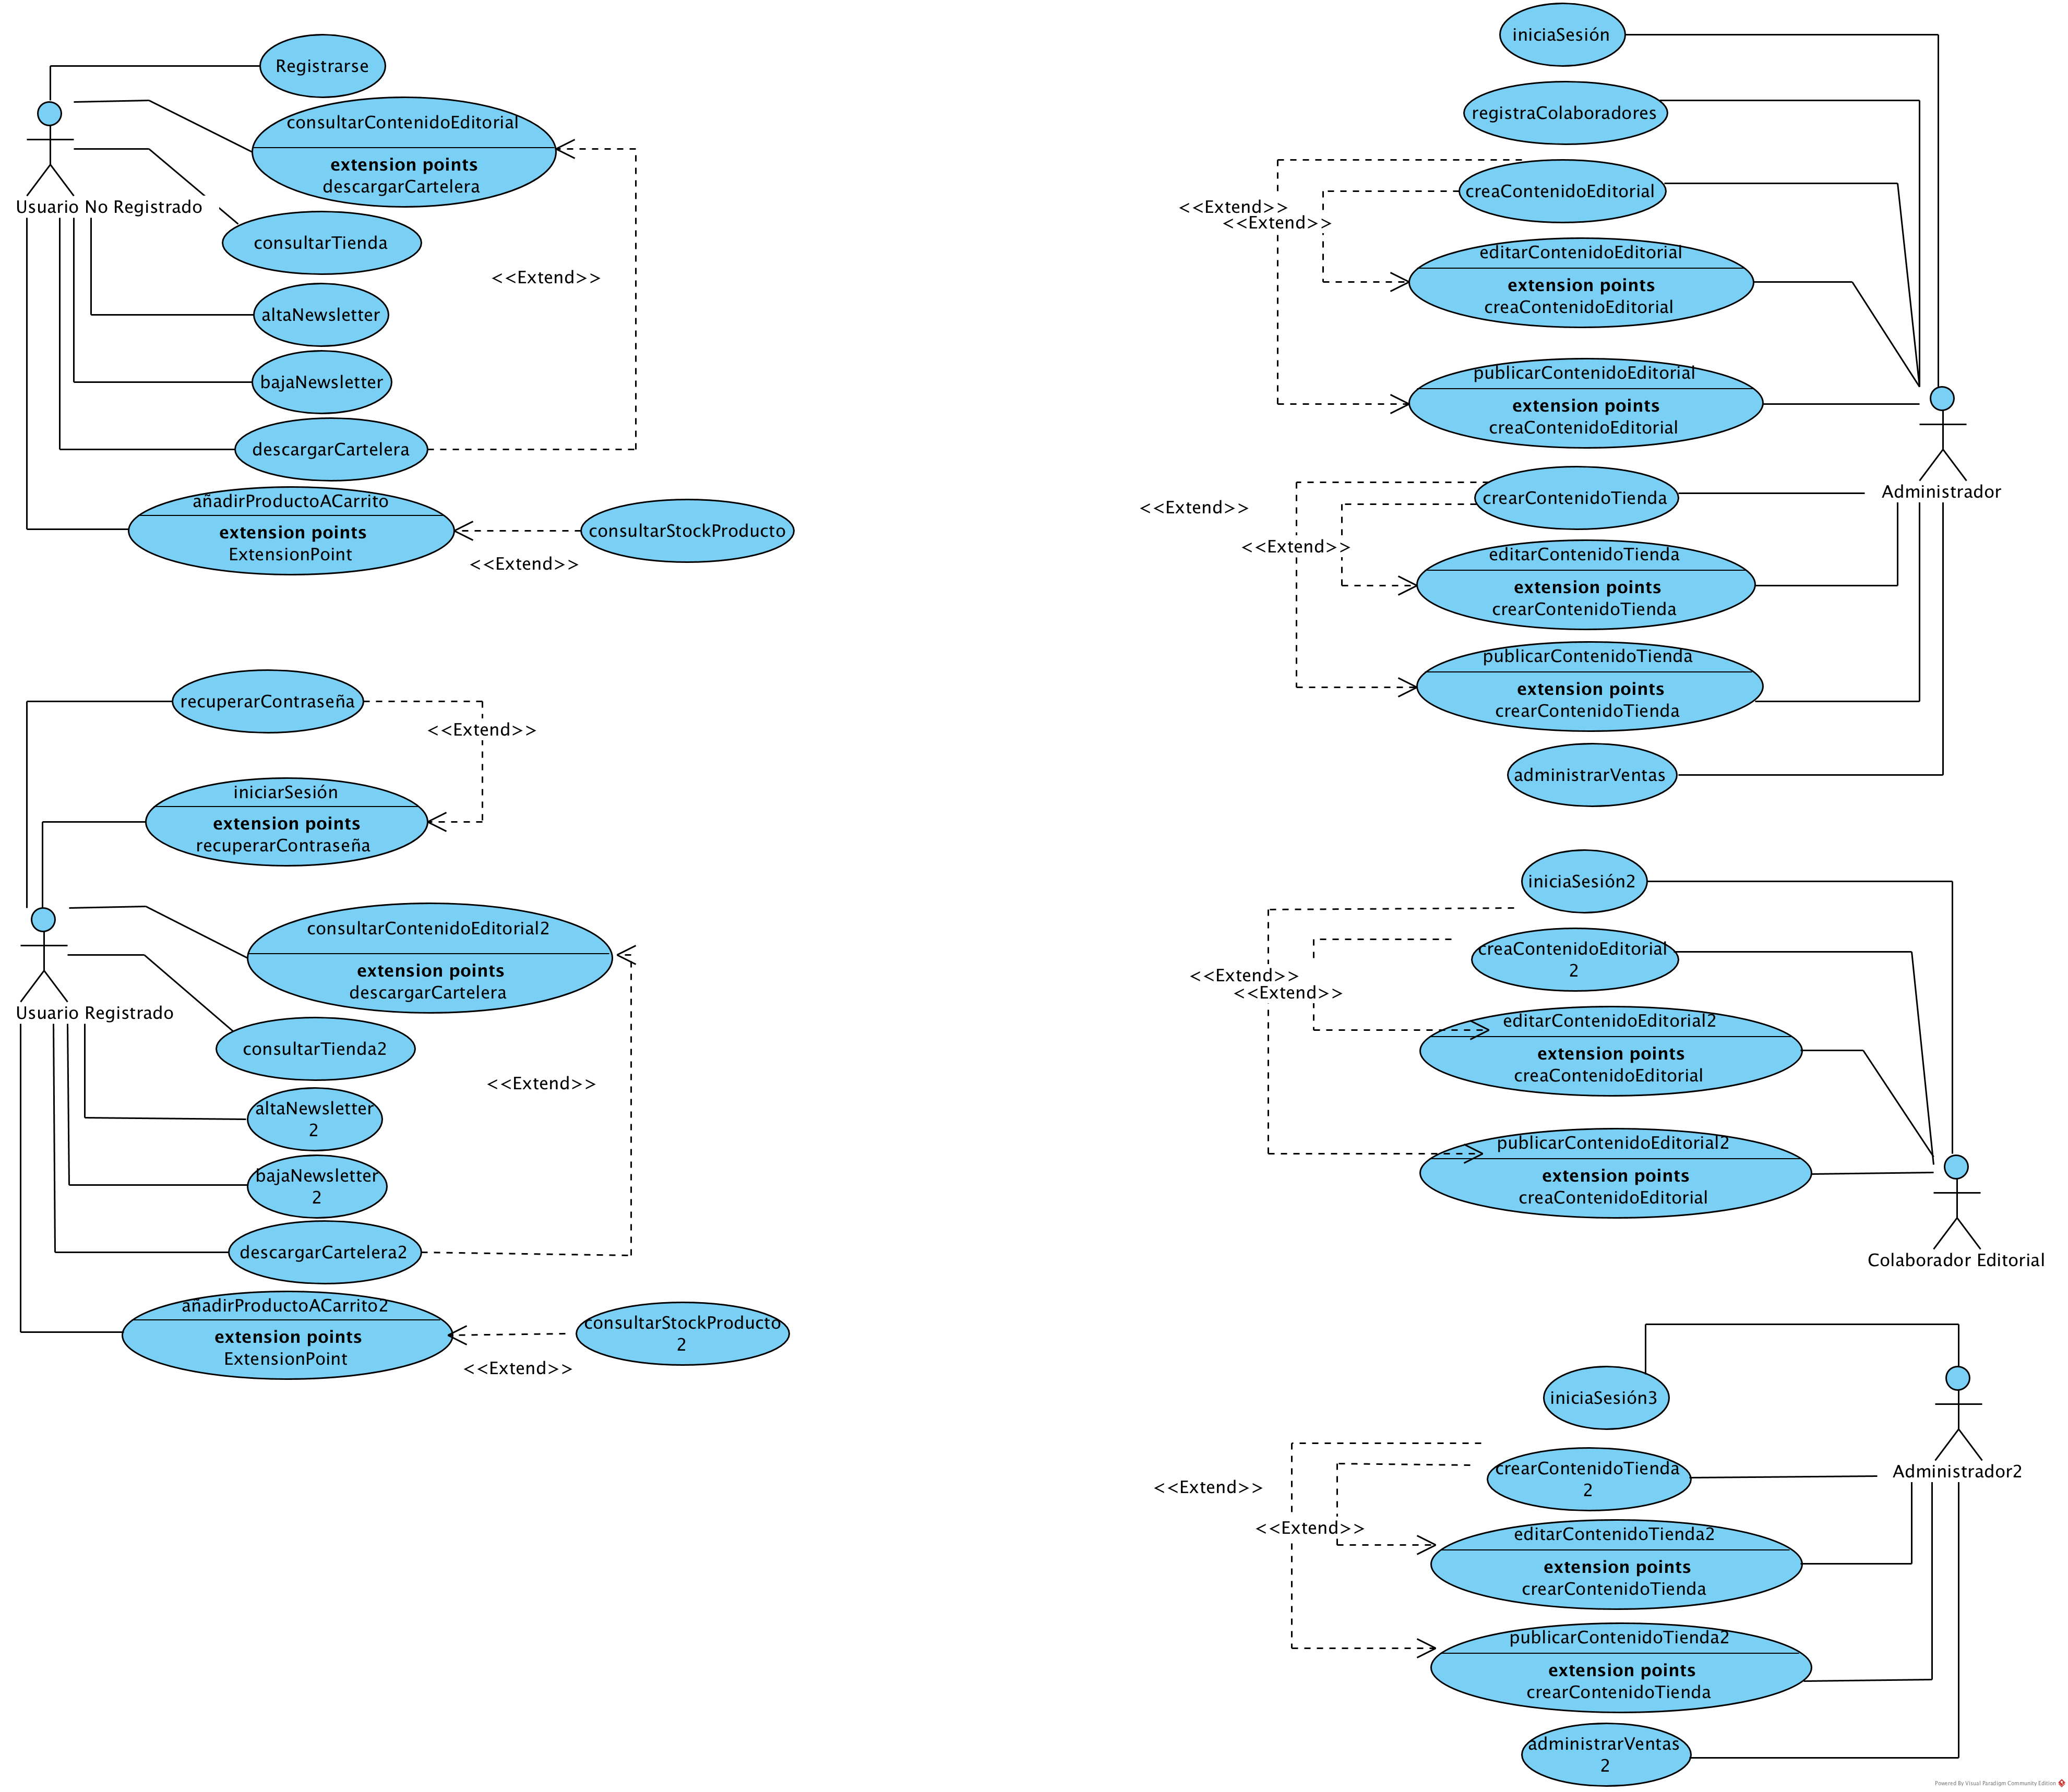 Registrarse
consultarContenidoEditorial
extension points
descargarCartelera
Usuario No Registrado
consultarTienda
<<Extend>>
altaNewsletter
bajaNewsletter
descargarCartelera
añadirProductoACarrito
extension points
ExtensionPoint
consultarStockProducto
<<Extend>>
recuperarContraseña
<<Extend>>
iniciarSesión
extension points
recuperarContraseña
consultarContenidoEditorial2
extension points
descargarCartelera
Usuario Registrado
consultarTienda2
<<Extend>>
altaNewsletter
2
bajaNewsletter
2
descargarCartelera2
añadirProductoACarrito2
extension points
ExtensionPoint
consultarStockProducto
2
<<Extend>>
iniciaSesión
registraColaboradores
creaContenidoEditorial
<<Extend>>
<<Extend>>
editarContenidoEditorial
extension points
creaContenidoEditorial
publicarContenidoEditorial
extension points
creaContenidoEditorial
Administrador
crearContenidoTienda
<<Extend>>
<<Extend>>
editarContenidoTienda
extension points
crearContenidoTienda
publicarContenidoTienda
extension points
crearContenidoTienda
administrarVentas
iniciaSesión2
creaContenidoEditorial
2
<<Extend>>
<<Extend>>
editarContenidoEditorial2
extension points
creaContenidoEditorial
publicarContenidoEditorial2
extension points
creaContenidoEditorial
Colaborador Editorial
iniciaSesión3
crearContenidoTienda
2
Administrador2
<<Extend>>
<<Extend>>
editarContenidoTienda2
extension points
crearContenidoTienda
publicarContenidoTienda2
extension points
crearContenidoTienda
administrarVentas
2
Powered By Visual Paradigm Community Edition